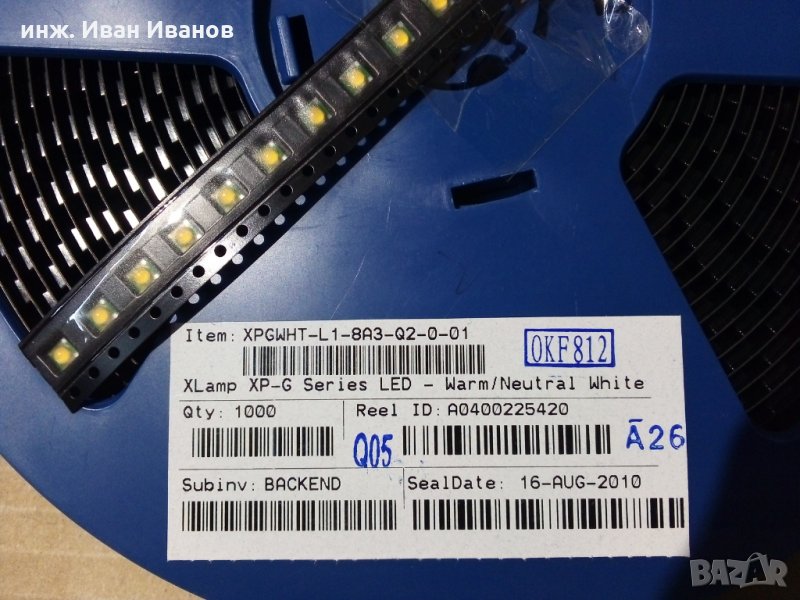 инж. Иван Иванов
Item: XPGWHT-L1-8A3-Q2-0-01
OKF812
XLamp XP-G Series LED - Warm/Neutral White
Qty: 1000
Reel ID: A0400225420
Q05
A26
Subinv: BACKEND
SealDate: 16-AUG-2010
BAZAR